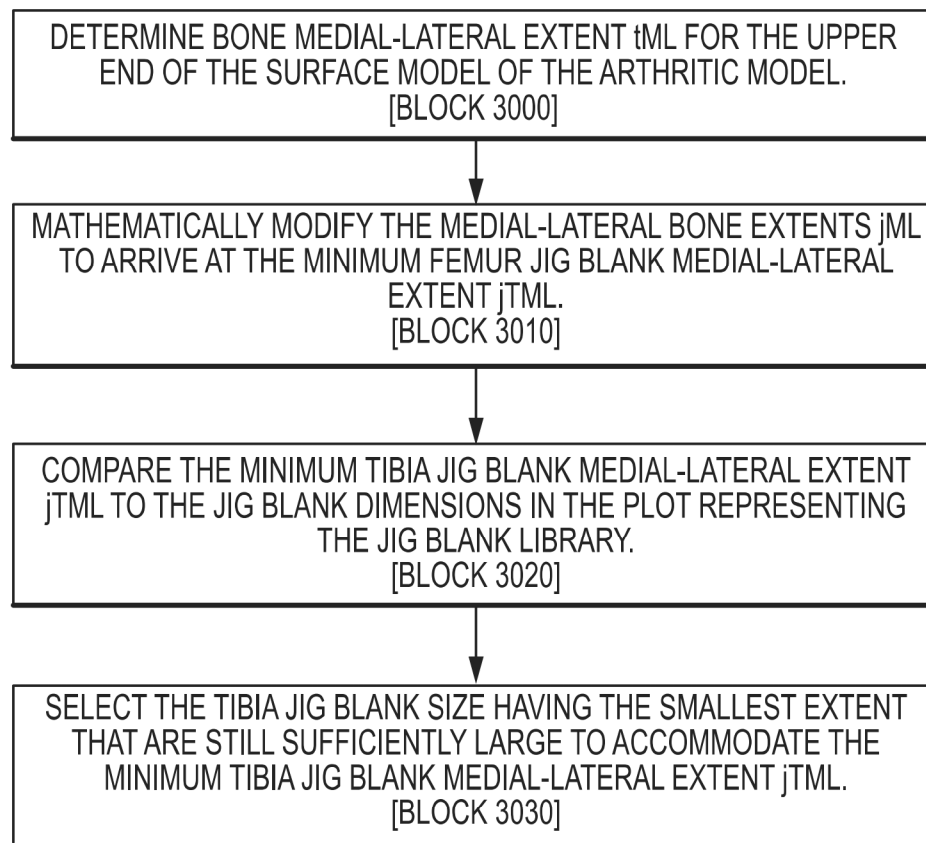 DETERMINE BONE MEDIAL-LATERAL EXTENT tML FOR THE UPPER
END OF THE SURFACE MODEL OF THE ARTHRITIC MODEL.
[BLOCK 3000]
MATHEMATICALLY MODIFY THE MEDIAL-LATERAL BONE EXTENTS jML
TO ARRIVE AT THE MINIMUM FEMUR JIG BLANK MEDIAL-LATERAL
EXTENT jTML.
[BLOCK 3010]
COMPARE THE MINIMUM TIBIA JIG BLANK MEDIAL-LATERAL EXTENT
jTML TO THE JIG BLANK DIMENSIONS IN THE PLOT REPRESENTING
THE JIG BLANK LIBRARY.
[BLOCK 3020]
SELECT THE TIBIA JIG BLANK SIZE HAVING THE SMALLEST EXTENT
THAT ARE STILL SUFFICIENTLY LARGE TO ACCOMMODATE THE
MINIMUM TIBIA JIG BLANK MEDIAL-LATERAL EXTENT jTML.
[BLOCK 3030]